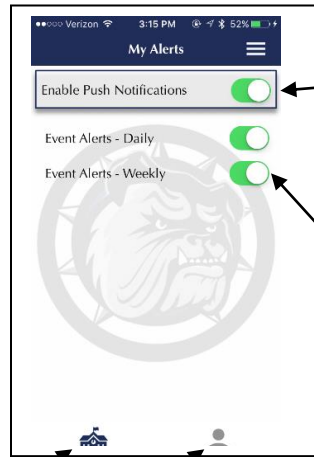 Verizon 3:15 PM 52%
My Alerts
Enable Push Notifications
Event Alerts - Daily
Event Alerts - Weekly